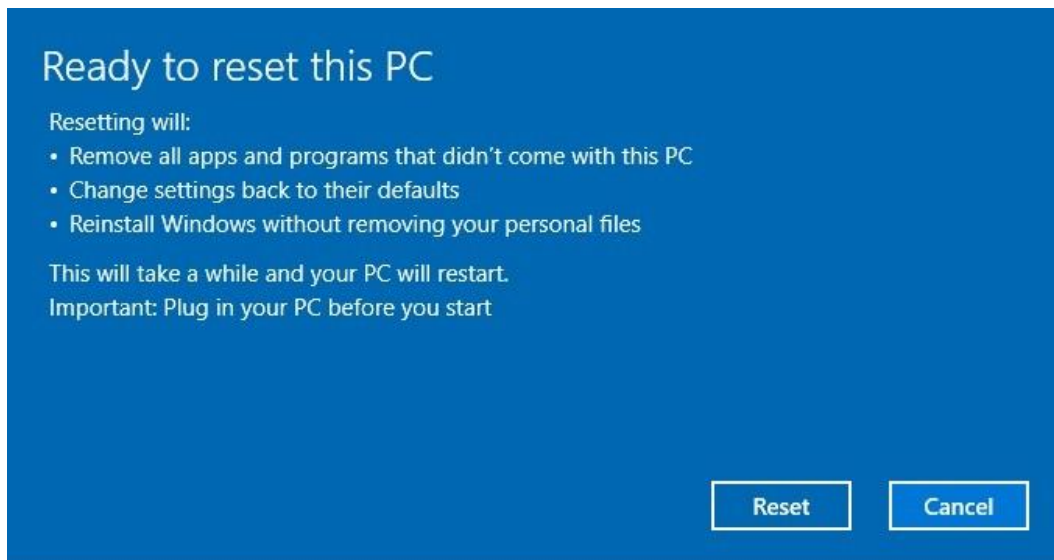 Ready to reset this PC
Resetting will:
• Remove all apps and programs that didn't come with this PC
• Change settings back to their defaults
• Reinstall Windows without removing your personal files
This will take a while and your PC will restart.
Important: Plug in your PC before you start
Reset Cancel